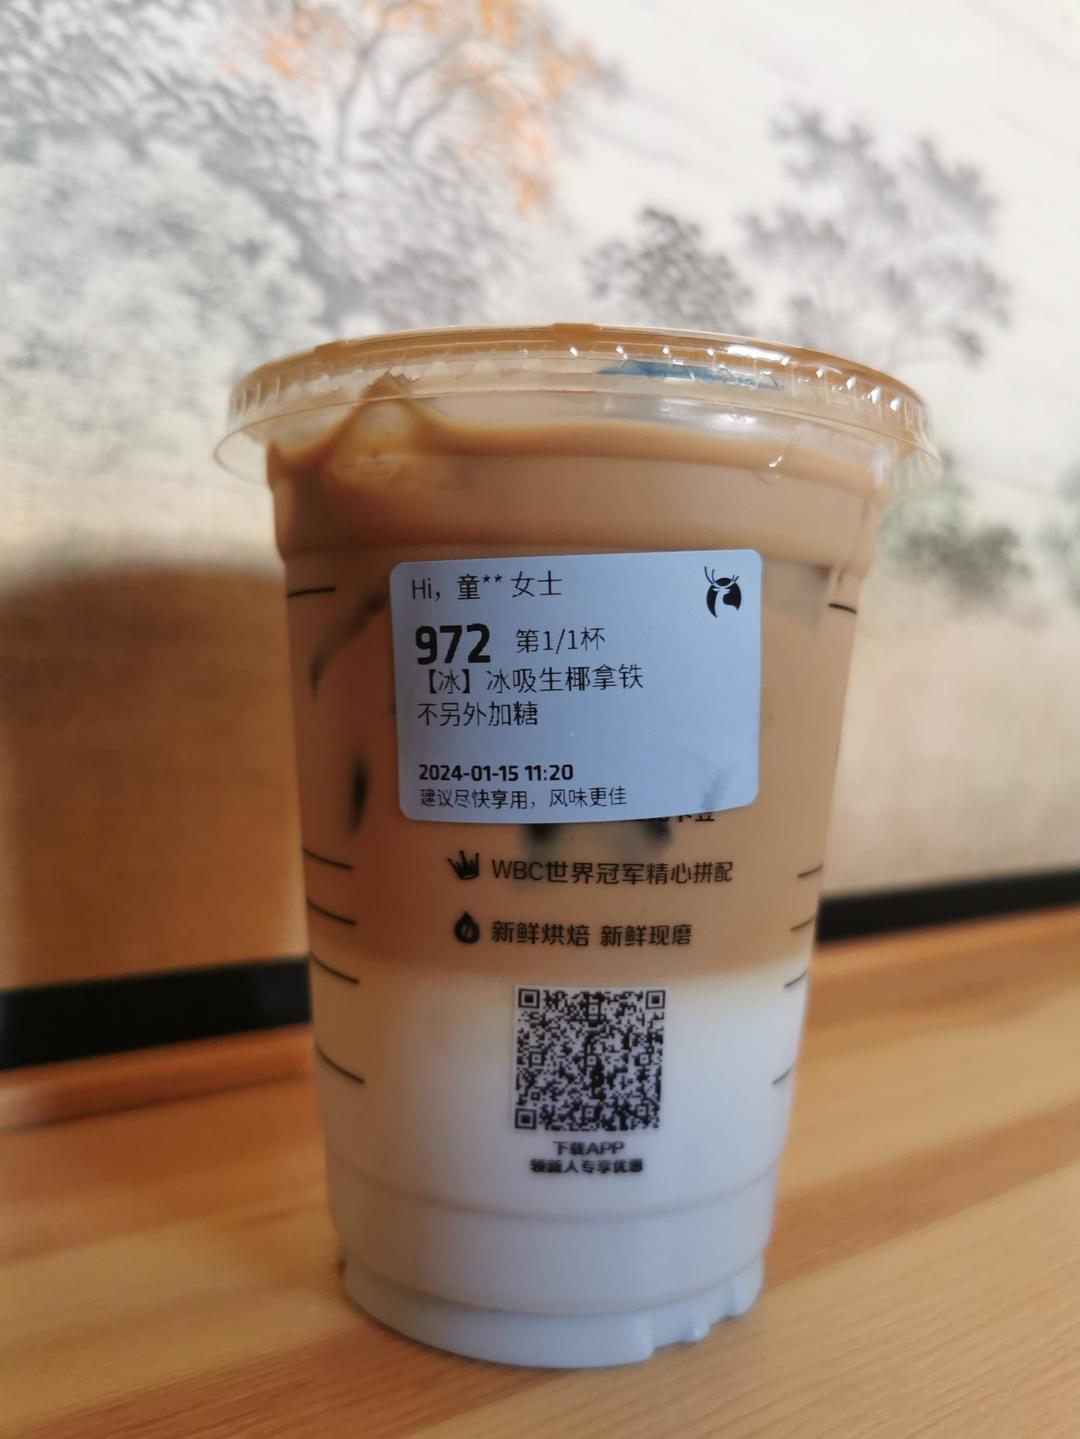 Hi，童** 女士
972 第1/1杯
【冰】冰吸生椰拿铁
不另外加糖
2024-01-15 11:20
建议尽快享用，风味更佳
WBC世界冠军精心拼配
新鲜烘焙 新鲜现磨
下载APP
领新人专享优惠